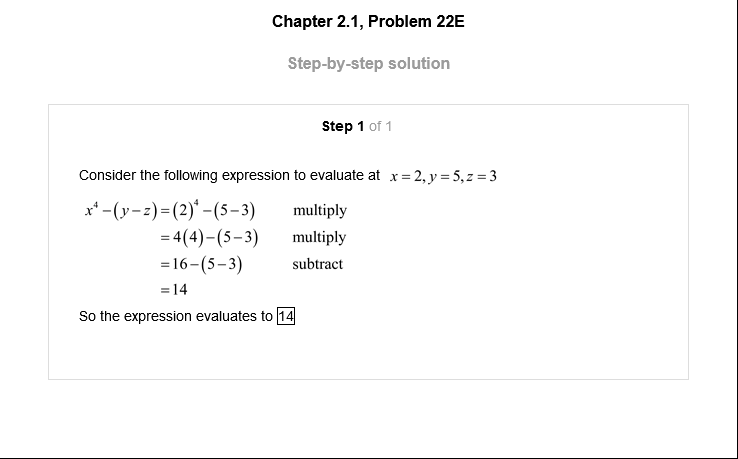 Chapter 2.1, Problem 22E
Step-by-step solution
Step 1 of 1
Consider the following expression to evaluate at x = 2, y = 5, z = 3
x⁴ − (y − z) = (2)⁴ − (5 − 3) multiply
= 4(4) − (5 − 3) multiply
= 16 − (5 − 3) subtract
= 14
So the expression evaluates to 14